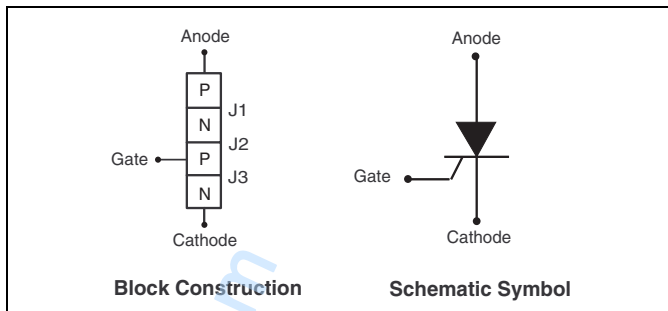 Anode
P
J1
N
J2
Gate
P
J3
N
Cathode
Block Construction
Anode
Gate
Cathode
Schematic Symbol